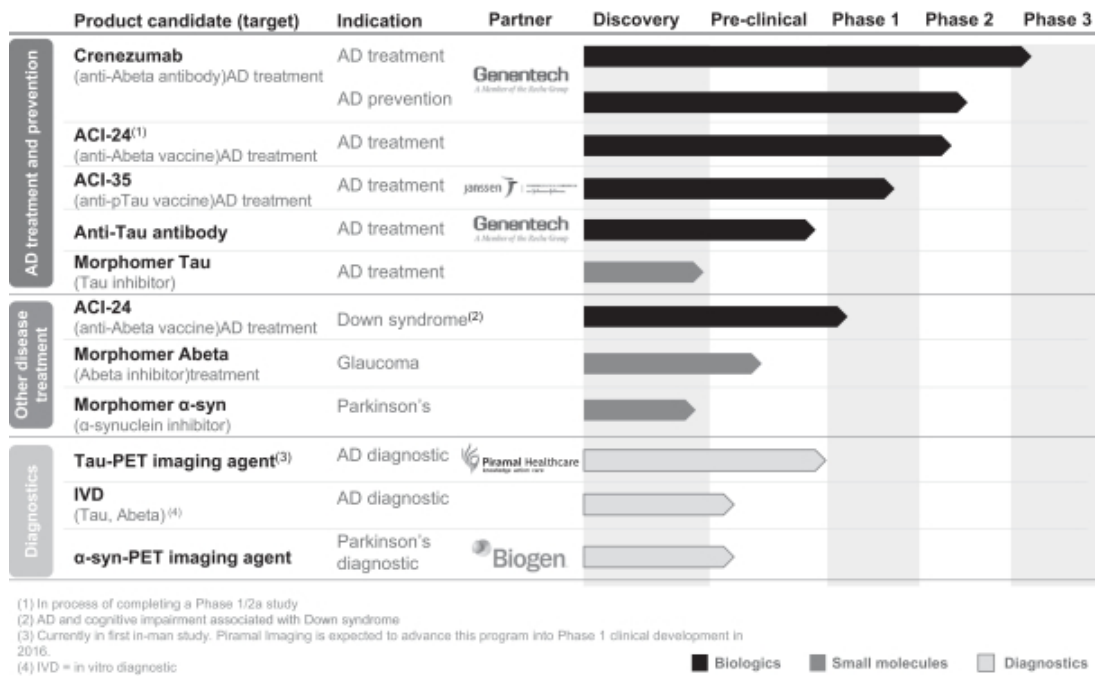 Product candidate (target) Indication Partner Discovery Pre-clinical Phase 1 Phase 2 Phase 3
AD treatment and prevention
Crenezumab
(anti-Abeta antibody)AD treatment
AD treatment
Genentech
A Member of the Roche Group
AD prevention
ACI-24(1)
(anti-Abeta vaccine)AD treatment
AD treatment
ACI-35
(anti-pTau vaccine)AD treatment
AD treatment
janssen
Anti-Tau antibody
AD treatment
Genentech
A Member of the Roche Group
Morphomer Tau
(Tau inhibitor)
AD treatment
Other disease
treatment
ACI-24
(anti-Abeta vaccine)AD treatment
Down syndrome(2)
Morphomer Abeta
(Abeta inhibitor)treatment
Glaucoma
Morphomer α-syn
(α-synuclein inhibitor)
Parkinson's
Diagnostics
Tau-PET imaging agent(3)
AD diagnostic
Piramal Healthcare
knowledge action care
IVD
(Tau, Abeta) (4)
AD diagnostic
α-syn-PET imaging agent
Parkinson's
diagnostic
Biogen
(1) In process of completing a Phase 1/2a study
(2) AD and cognitive impairment associated with Down syndrome
(3) Currently in first in-man study. Piramal Imaging is expected to advance this program into Phase 1 clinical development in
2016.
(4) IVD = in vitro diagnostic
Biologics Small molecules Diagnostics